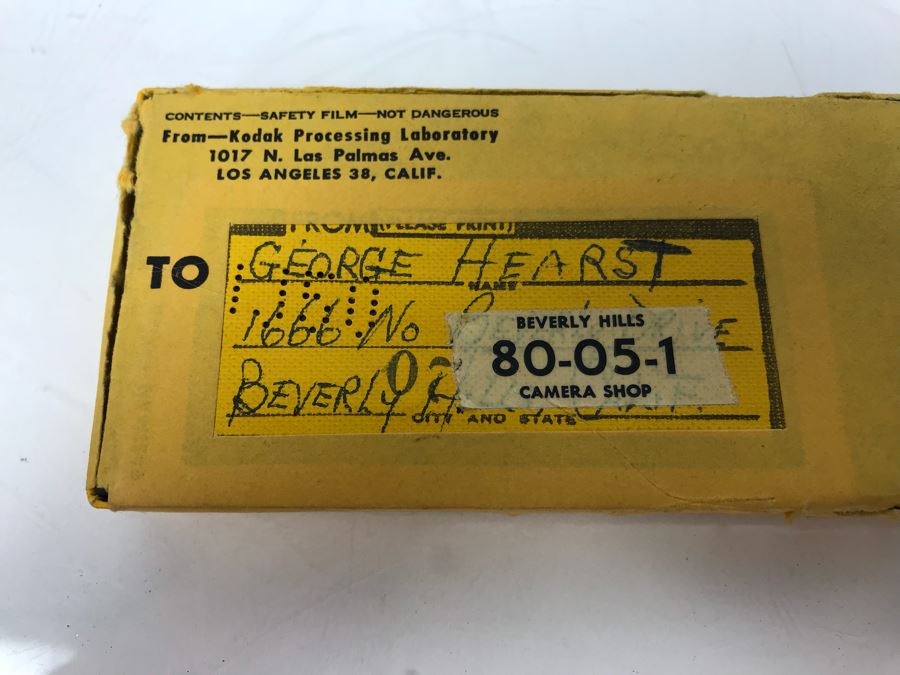 CONTENTS—SAFETY FILM—NOT DANGEROUS
From—Kodak Processing Laboratory
1017 N. Las Palmas Ave.
LOS ANGELES 38, CALIF.
FROM (PLEASE PRINT)
TO
GEORGE HEARST
NAME
1666 No
BEVERLY HILLS
80-05-1
CAMERA SHOP
BEVERLY
CITY AND STATE